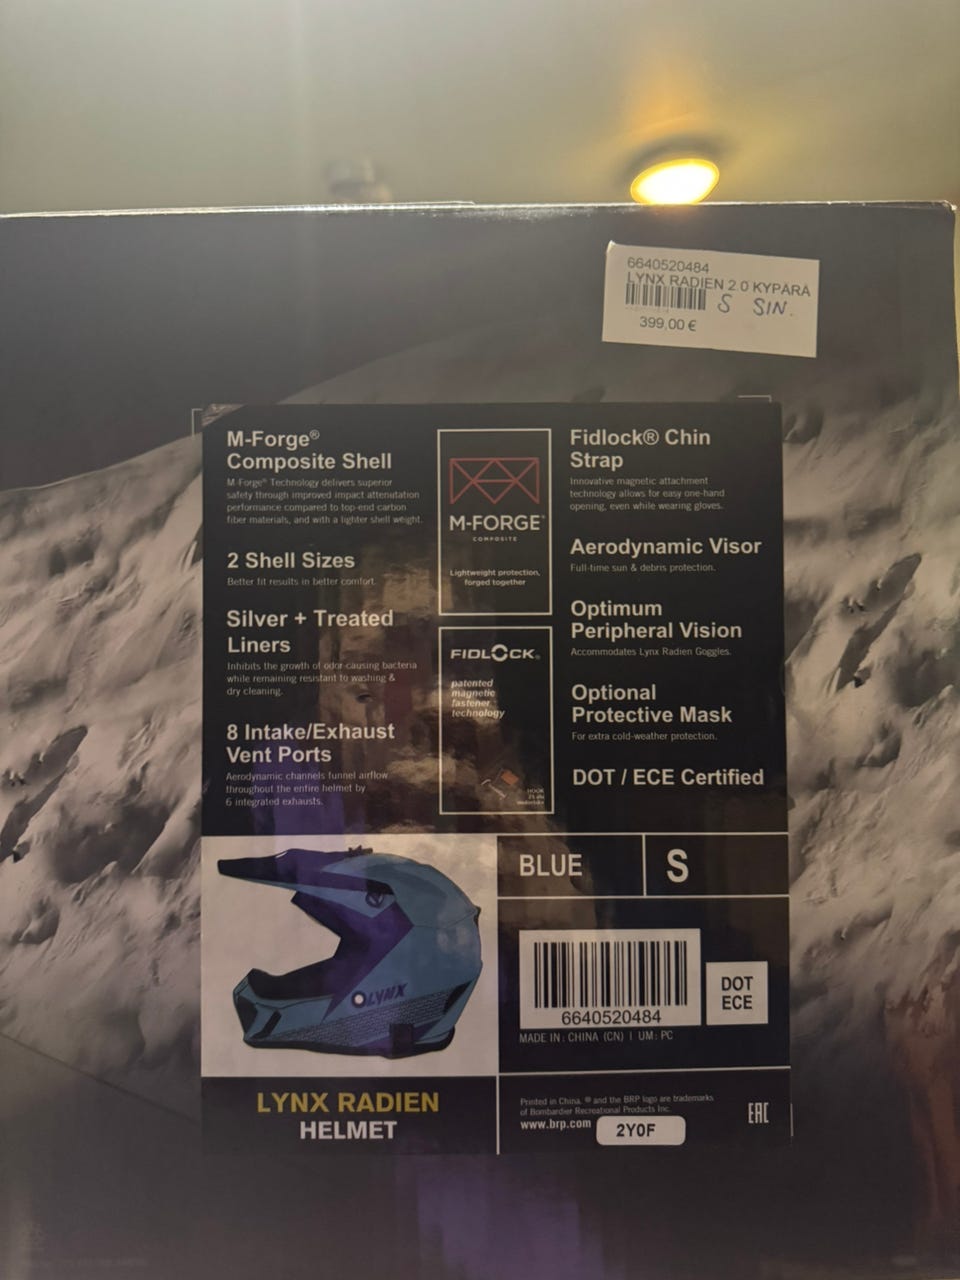 6640520484
LYNX RADIEN 2.0 KYPÄRÄ
S SIN.
399,00 €
M-Forge®
Composite Shell
M-Forge® Technology delivers superior
safety through improved impact attenutation
performance compared to top-end carbon
fiber materials, and with a lighter shell weight.
2 Shell Sizes
Better fit results in better comfort.
Silver + Treated
Liners
Inhibits the growth of odor-causing bacteria
while remaining resistant to washing &
dry cleaning.
8 Intake/Exhaust
Vent Ports
Aerodynamic channels funnel airflow
throughout the entire helmet by
6 integrated exhausts.
M-FORGE®
COMPOSITE
Lightweight protection,
forged together
FIDLOCK®
patented
magnetic
fastener -
technology
HOOK
Fidlock® Chin
Strap
Innovative magnetic attachment
technology allows for easy one-hand
opening, even while wearing gloves.
Aerodynamic Visor
Full-time sun & debris protection.
Optimum
Peripheral Vision
Accommodates Lynx Radien Goggles.
Optional
Protective Mask
For extra cold-weather protection.
DOT / ECE Certified
LYNX
BLUE
S
6640520484
DOT
ECE
MADE IN : CHINA (CN) | UM: PC
LYNX RADIEN
HELMET
Printed in China. ® and the BRP logo are trademarks
of Bombardier Recreational Products Inc.
www.brp.com
2Y0F
EAC